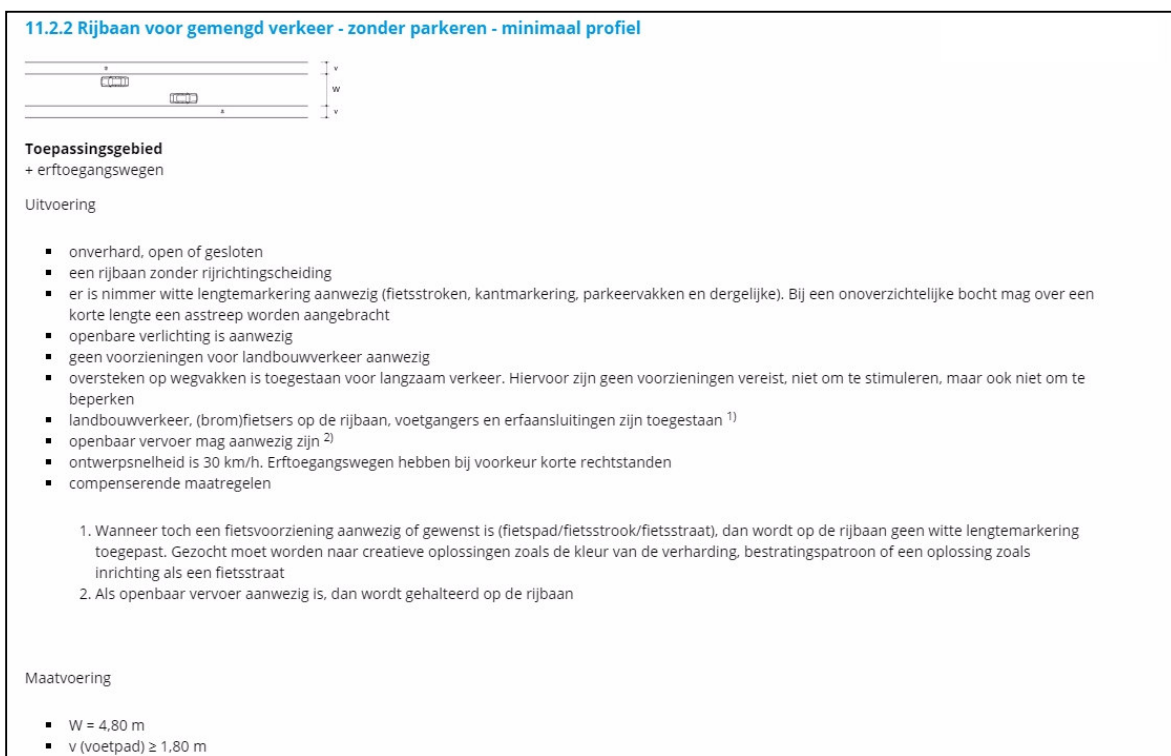 11.2.2 Rijbaan voor gemengd verkeer - zonder parkeren - minimaal profiel
v
W
v
Toepassingsgebied
+ erftoegangswegen
Uitvoering
▪ onverhard, open of gesloten
▪ een rijbaan zonder rijrichtingscheiding
▪ er is nimmer witte lengtemarkering aanwezig (fietsstroken, kantmarkering, parkeervakken en dergelijke). Bij een onoverzichtelijke bocht mag over een
korte lengte een asstreep worden aangebracht
▪ openbare verlichting is aanwezig
▪ geen voorzieningen voor landbouwverkeer aanwezig
▪ oversteken op wegvakken is toegestaan voor langzaam verkeer. Hiervoor zijn geen voorzieningen vereist, niet om te stimuleren, maar ook niet om te
beperken
▪ landbouwverkeer, (brom)fietsers op de rijbaan, voetgangers en erfaansluitingen zijn toegestaan 1)
▪ openbaar vervoer mag aanwezig zijn 2)
▪ ontwerpsnelheid is 30 km/h. Erftoegangswegen hebben bij voorkeur korte rechtstanden
▪ compenserende maatregelen
1. Wanneer toch een fietsvoorziening aanwezig of gewenst is (fietspad/fietsstrook/fietsstraat), dan wordt op de rijbaan geen witte lengtemarkering
toegepast. Gezocht moet worden naar creatieve oplossingen zoals de kleur van de verharding, bestratingspatroon of een oplossing zoals
inrichting als een fietsstraat
2. Als openbaar vervoer aanwezig is, dan wordt gehalteerd op de rijbaan
Maatvoering
▪ W = 4,80 m
▪ v (voetpad) ≥ 1,80 m